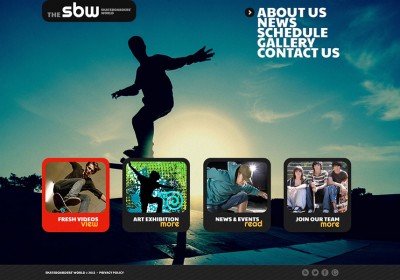 THE sbw SKATEBOARDERS' WORLD
ABOUT US
NEWS
SCHEDULE
GALLERY
CONTACT US
FRESH VIDEOS
view
ART EXHIBITION
more
NEWS & EVENTS
read
JOIN OUR TEAM
more
SKATEBOARDERS' WORLD © 2012 • PRIVACY POLICY